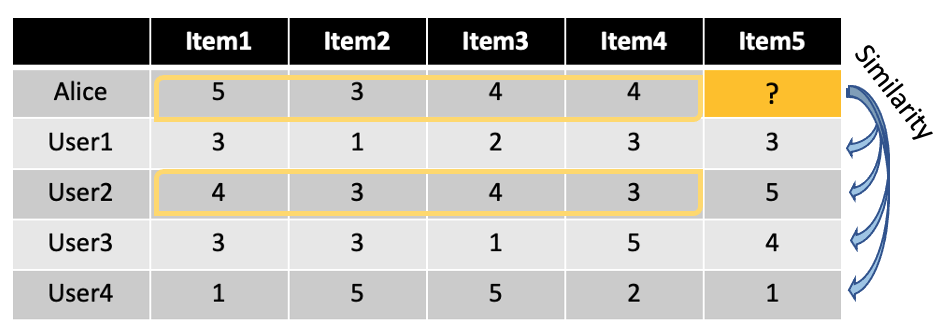 Item1 Item2 Item3 Item4 Item5
Alice 5 3 4 4 ?
User1 3 1 2 3 3
User2 4 3 4 3 5
User3 3 3 1 5 4
User4 1 5 5 2 1
Similarity